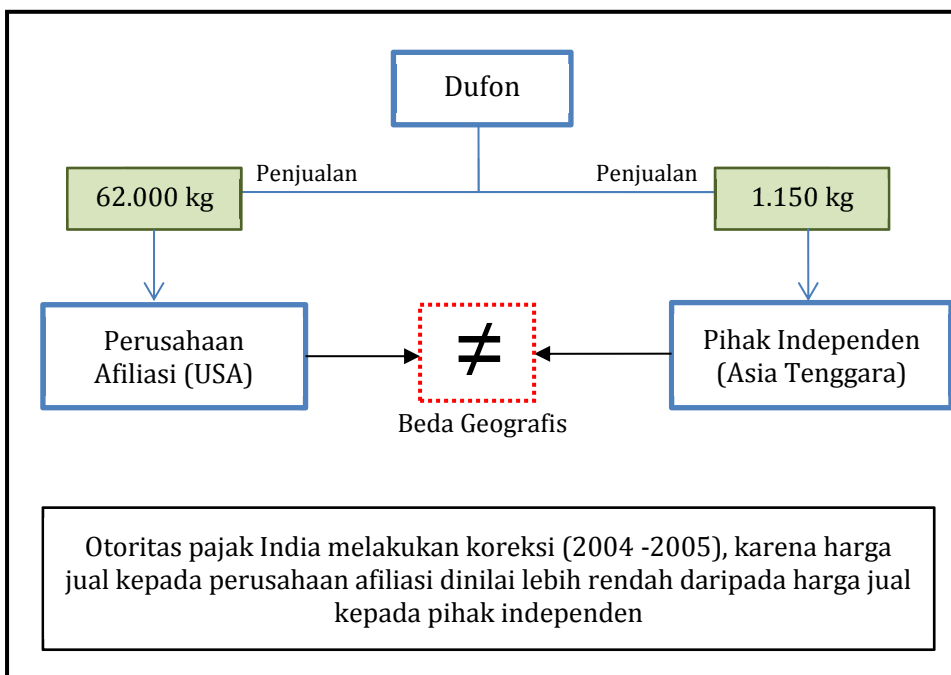 Dufon
Penjualan
Penjualan
62.000 kg
1.150 kg
Perusahaan
Afiliasi (USA)
≠
Pihak Independen
(Asia Tenggara)
Beda Geografis
Otoritas pajak India melakukan koreksi (2004 -2005), karena harga
jual kepada perusahaan afiliasi dinilai lebih rendah daripada harga jual
kepada pihak independen